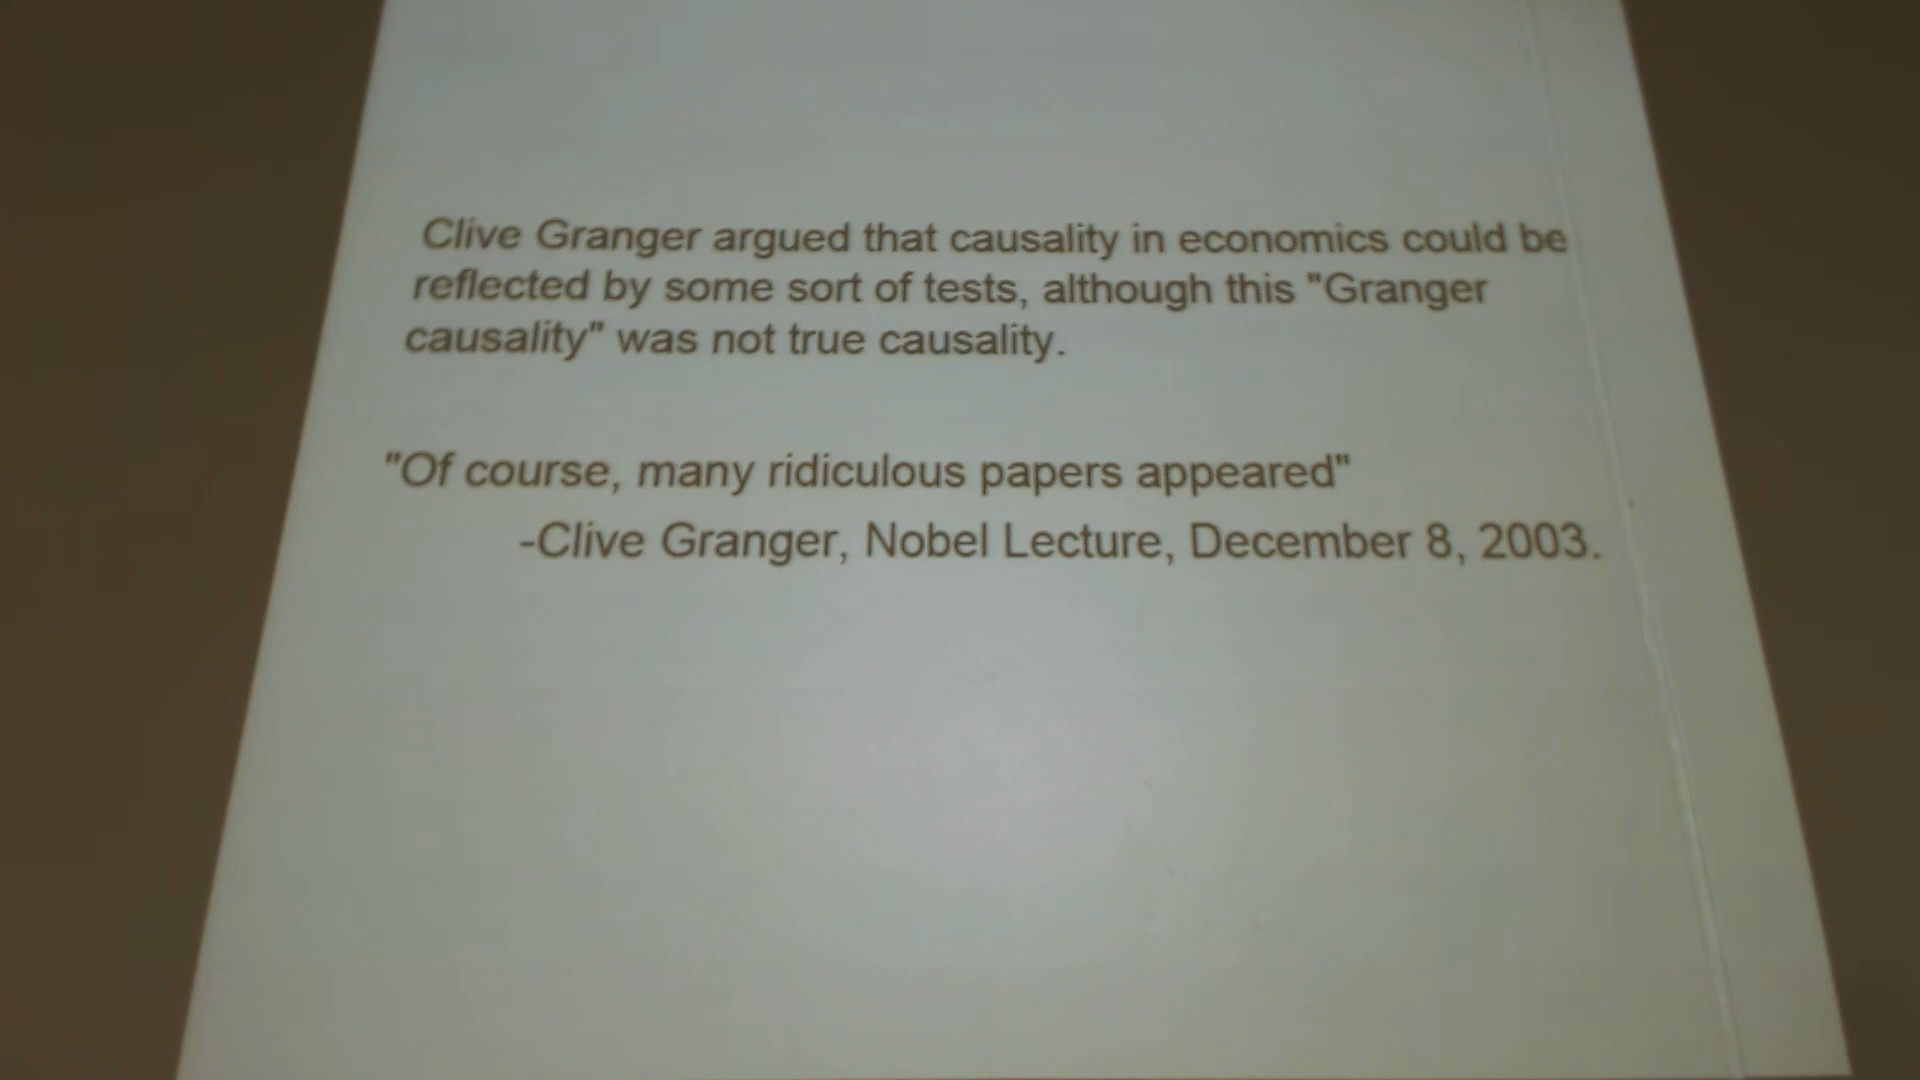 Clive Granger argued that causality in economics could be
reflected by some sort of tests, although this "Granger
causality" was not true causality.
"Of course, many ridiculous papers appeared"
-Clive Granger, Nobel Lecture, December 8, 2003.